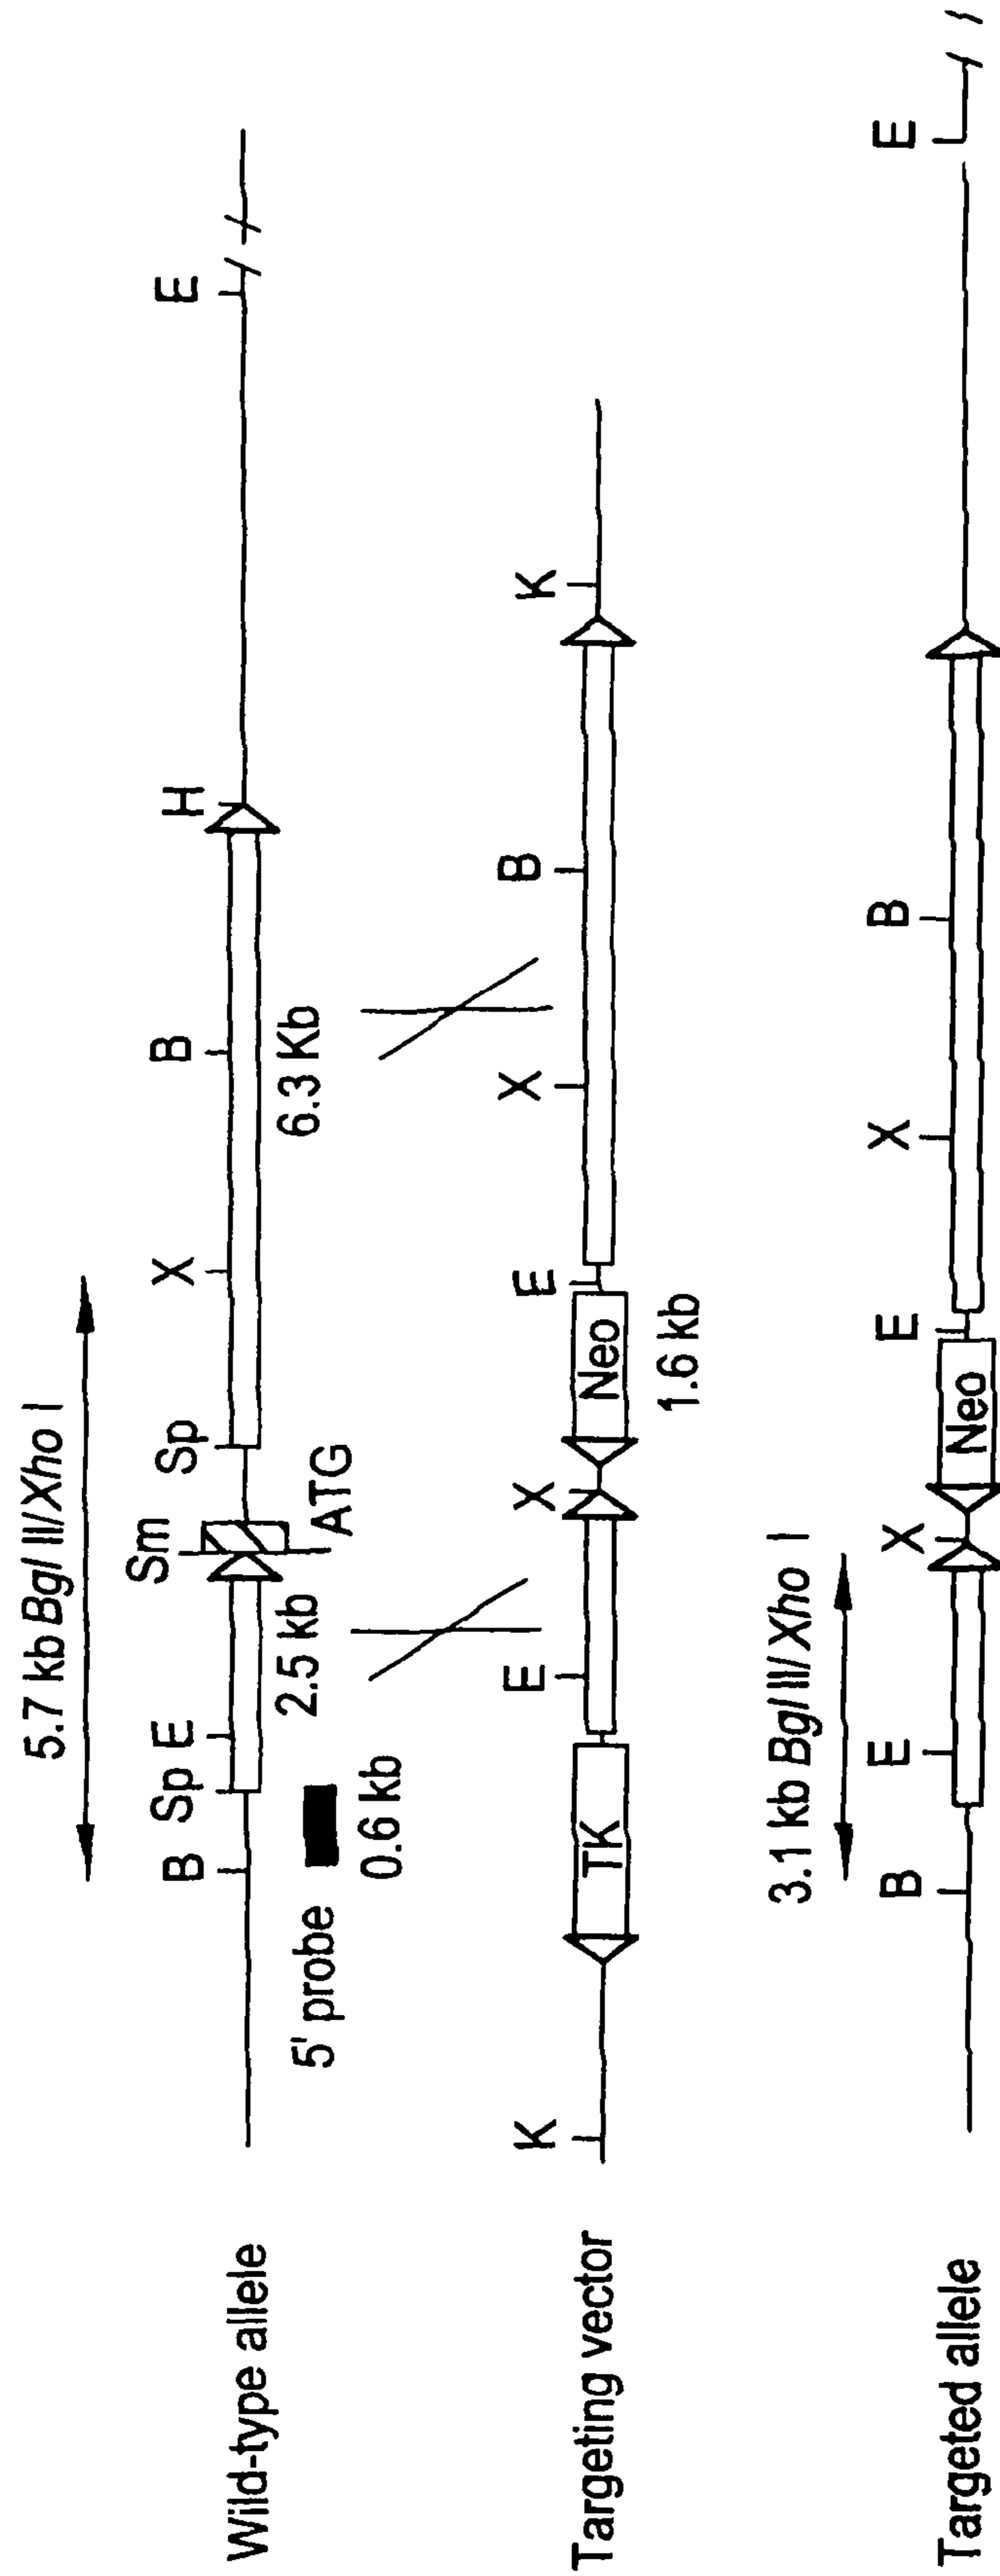 5.7 kb Bgl II/Xho I
B Sp E Sm Sp X B H E
Wild-type allele
ATG
5' probe 0.6 kb 2.5 kb 6.3 Kb
K E X E X B K
Targeting vector
TK Neo
1.6 kb
3.1 kb Bgl II/Xho I
B E X E X B E
Targeted allele
Neo